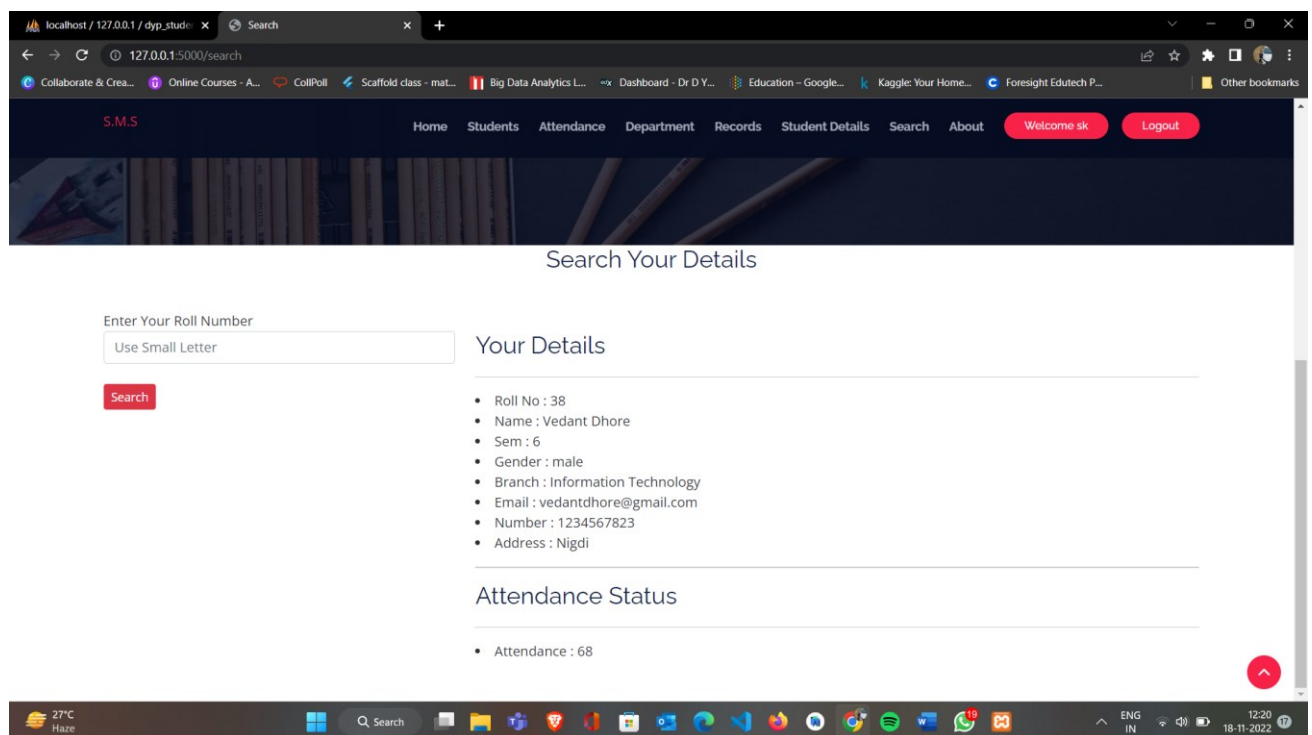 localhost / 127.0.0.1 / dyp_stude
Search
127.0.0.1:5000/search
Collaborate & Crea... Online Courses - A... CollPoll Scaffold class - mat... Big Data Analytics L... Dashboard - Dr D Y... Education – Google... Kaggle: Your Home... Foresight Edutech P... Other bookmarks
S.M.S Home Students Attendance Department Records Student Details Search About Welcome sk Logout
Search Your Details
Enter Your Roll Number
Use Small Letter
Search
Your Details
Roll No : 38
Name : Vedant Dhore
Sem : 6
Gender : male
Branch : Information Technology
Email : vedantdhore@gmail.com
Number : 1234567823
Address : Nigdi
Attendance Status
Attendance : 68
27°C
Haze
Search
19
ENG
IN
12:20
18-11-2022
17